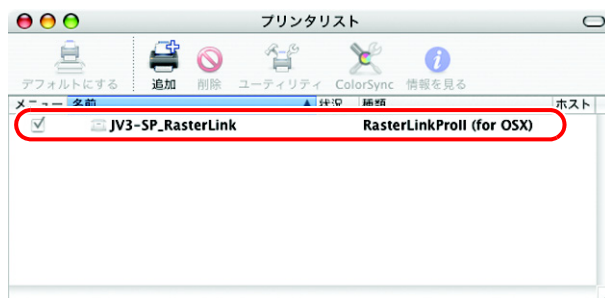 プリンタリスト
デフォルトにする 追加 削除 ユーティリティ ColorSync 情報を見る
メニュー 名前 状況 種類 ホスト
JV3-SP_RasterLink RasterLinkProII (for OSX)